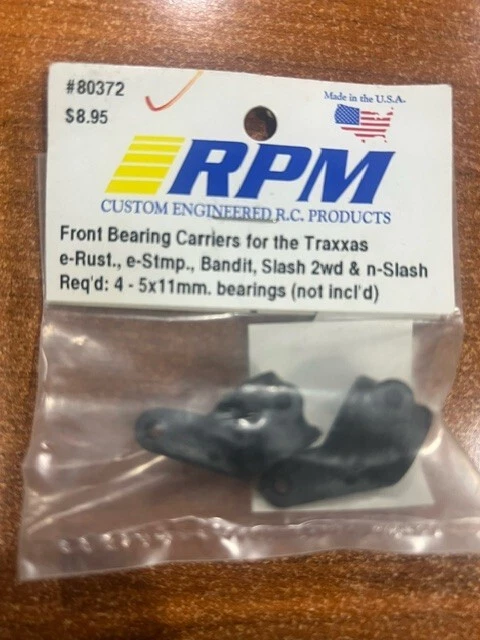 #80372
Made in the U.S.A.
$8.95
RPM
CUSTOM ENGINEERED R.C. PRODUCTS
Front Bearing Carriers for the Traxxas
e-Rust., e-Stmp., Bandit, Slash 2wd & n-Slash
Req'd: 4 - 5x11mm. bearings (not incl'd)